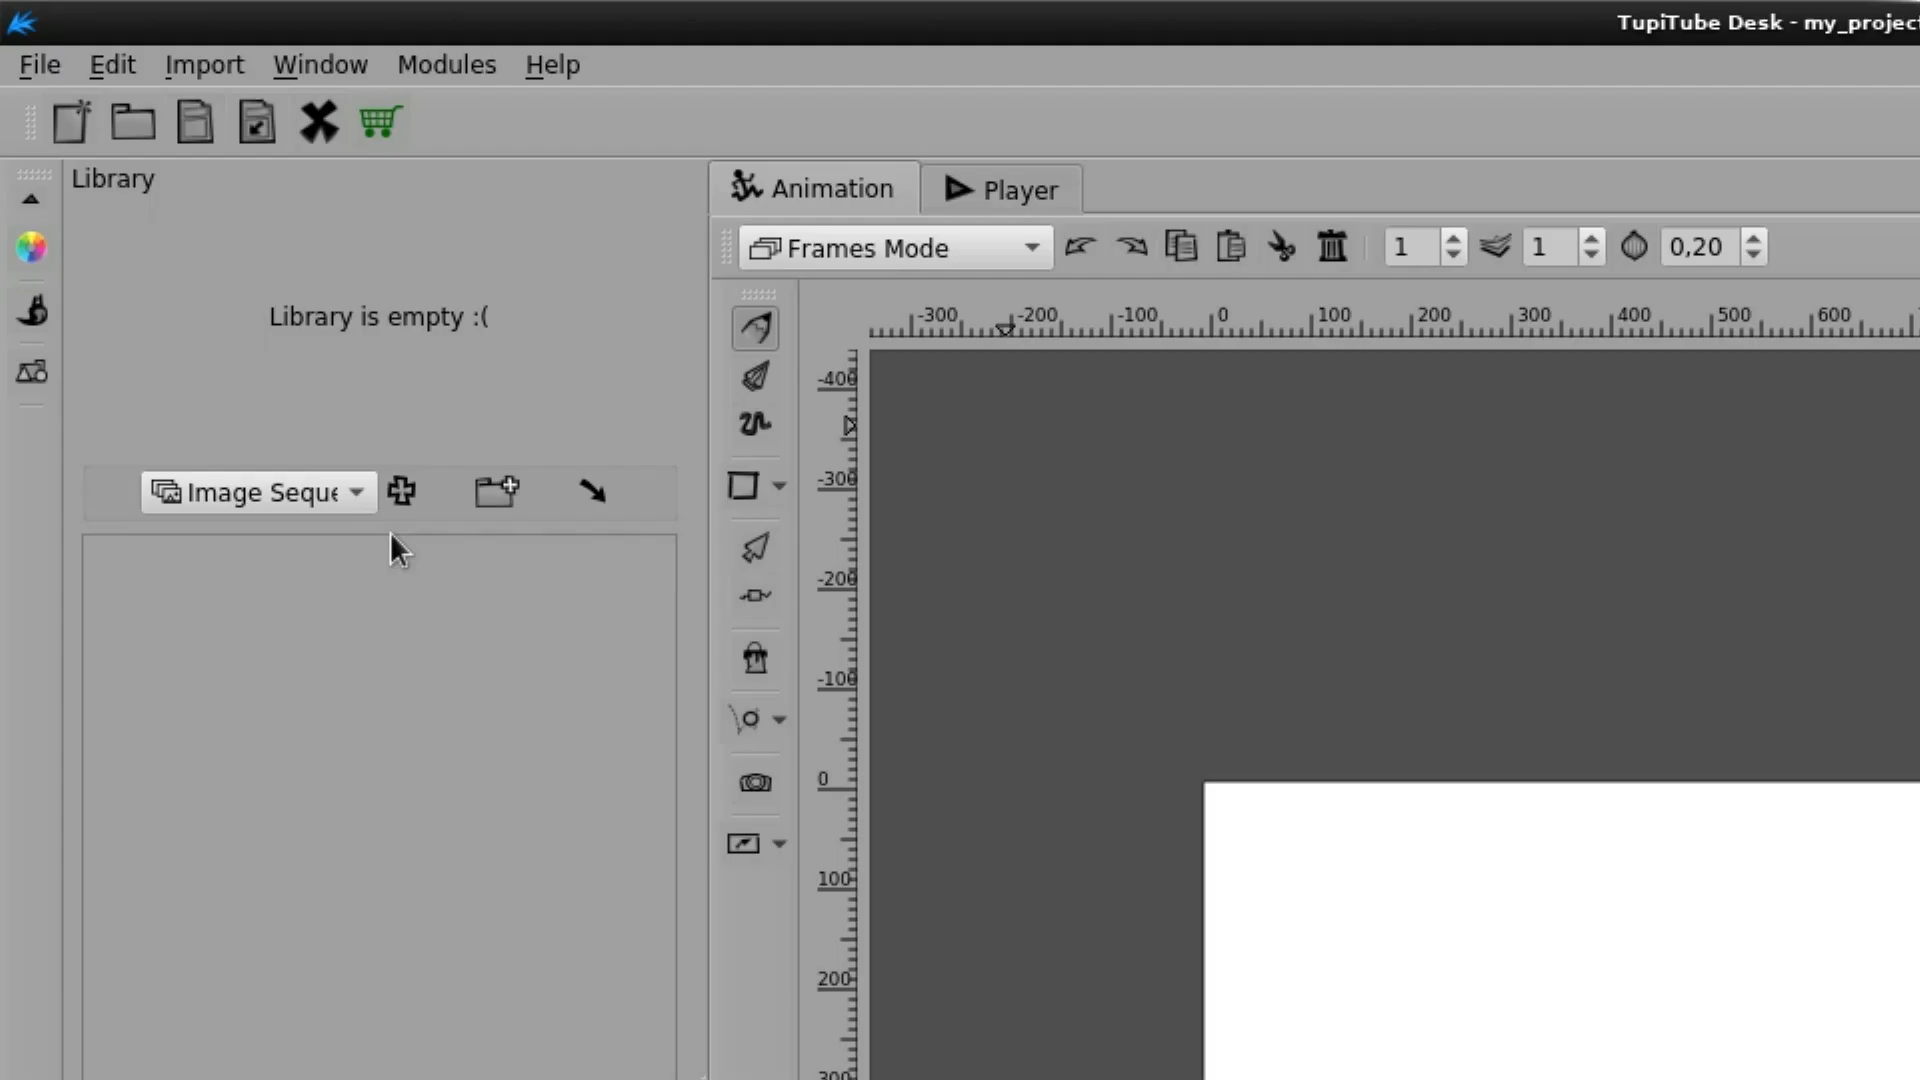 TupiTube Desk - my_project
File Edit Import Window Modules Help
Library
Animation Player
Frames Mode 1 1 0,20
-300 -200 -100 0 100 200 300 400 500 600
Library is empty :(
Image Seque
-400
-300
-200
-100
0
100
200
300